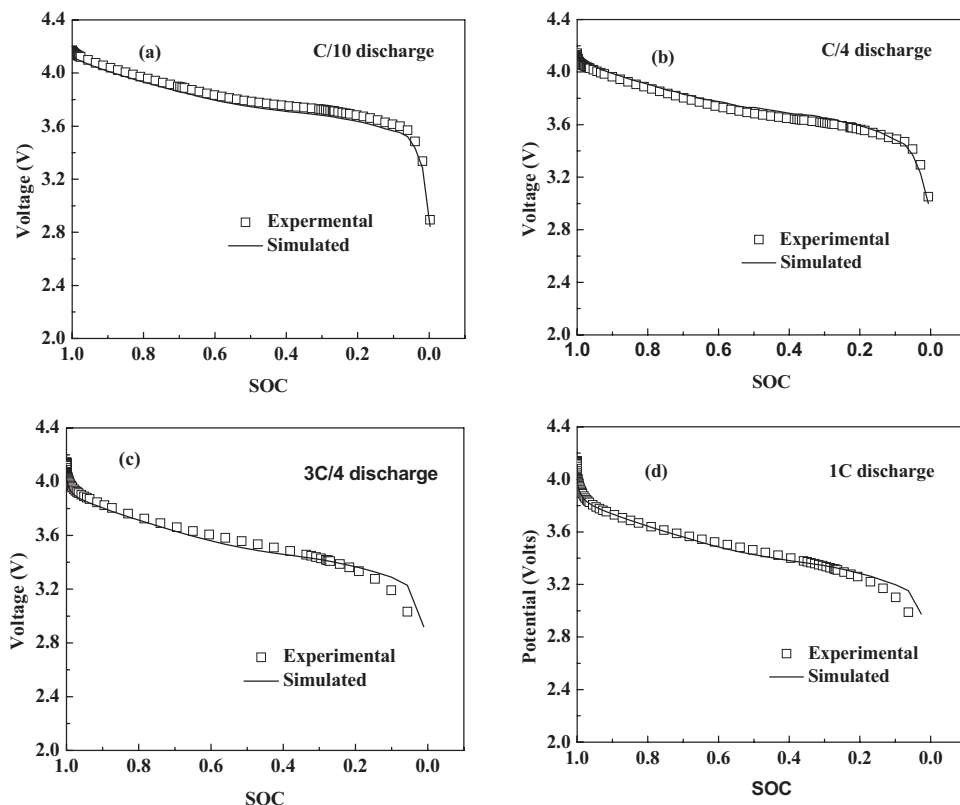 4.4
(a)
C/10 discharge
4.0
3.6
3.2
2.8
2.4
2.0
Voltage (V)
Expermental
Simulated
1.0 0.8 0.6 0.4 0.2 0.0
SOC
4.4
(b)
C/4 discharge
4.0
3.6
3.2
2.8
2.4
2.0
Voltage (V)
Experimental
Simulated
1.0 0.8 0.6 0.4 0.2 0.0
SOC
4.4
(c)
3C/4 discharge
4.0
3.6
3.2
2.8
2.4
2.0
Voltage (V)
Experimental
Simulated
1.0 0.8 0.6 0.4 0.2 0.0
SOC
4.4
(d)
1C discharge
4.0
3.6
3.2
2.8
2.4
2.0
Potential (Volts)
Experimental
Simulated
1.0 0.8 0.6 0.4 0.2 0.0
SOC